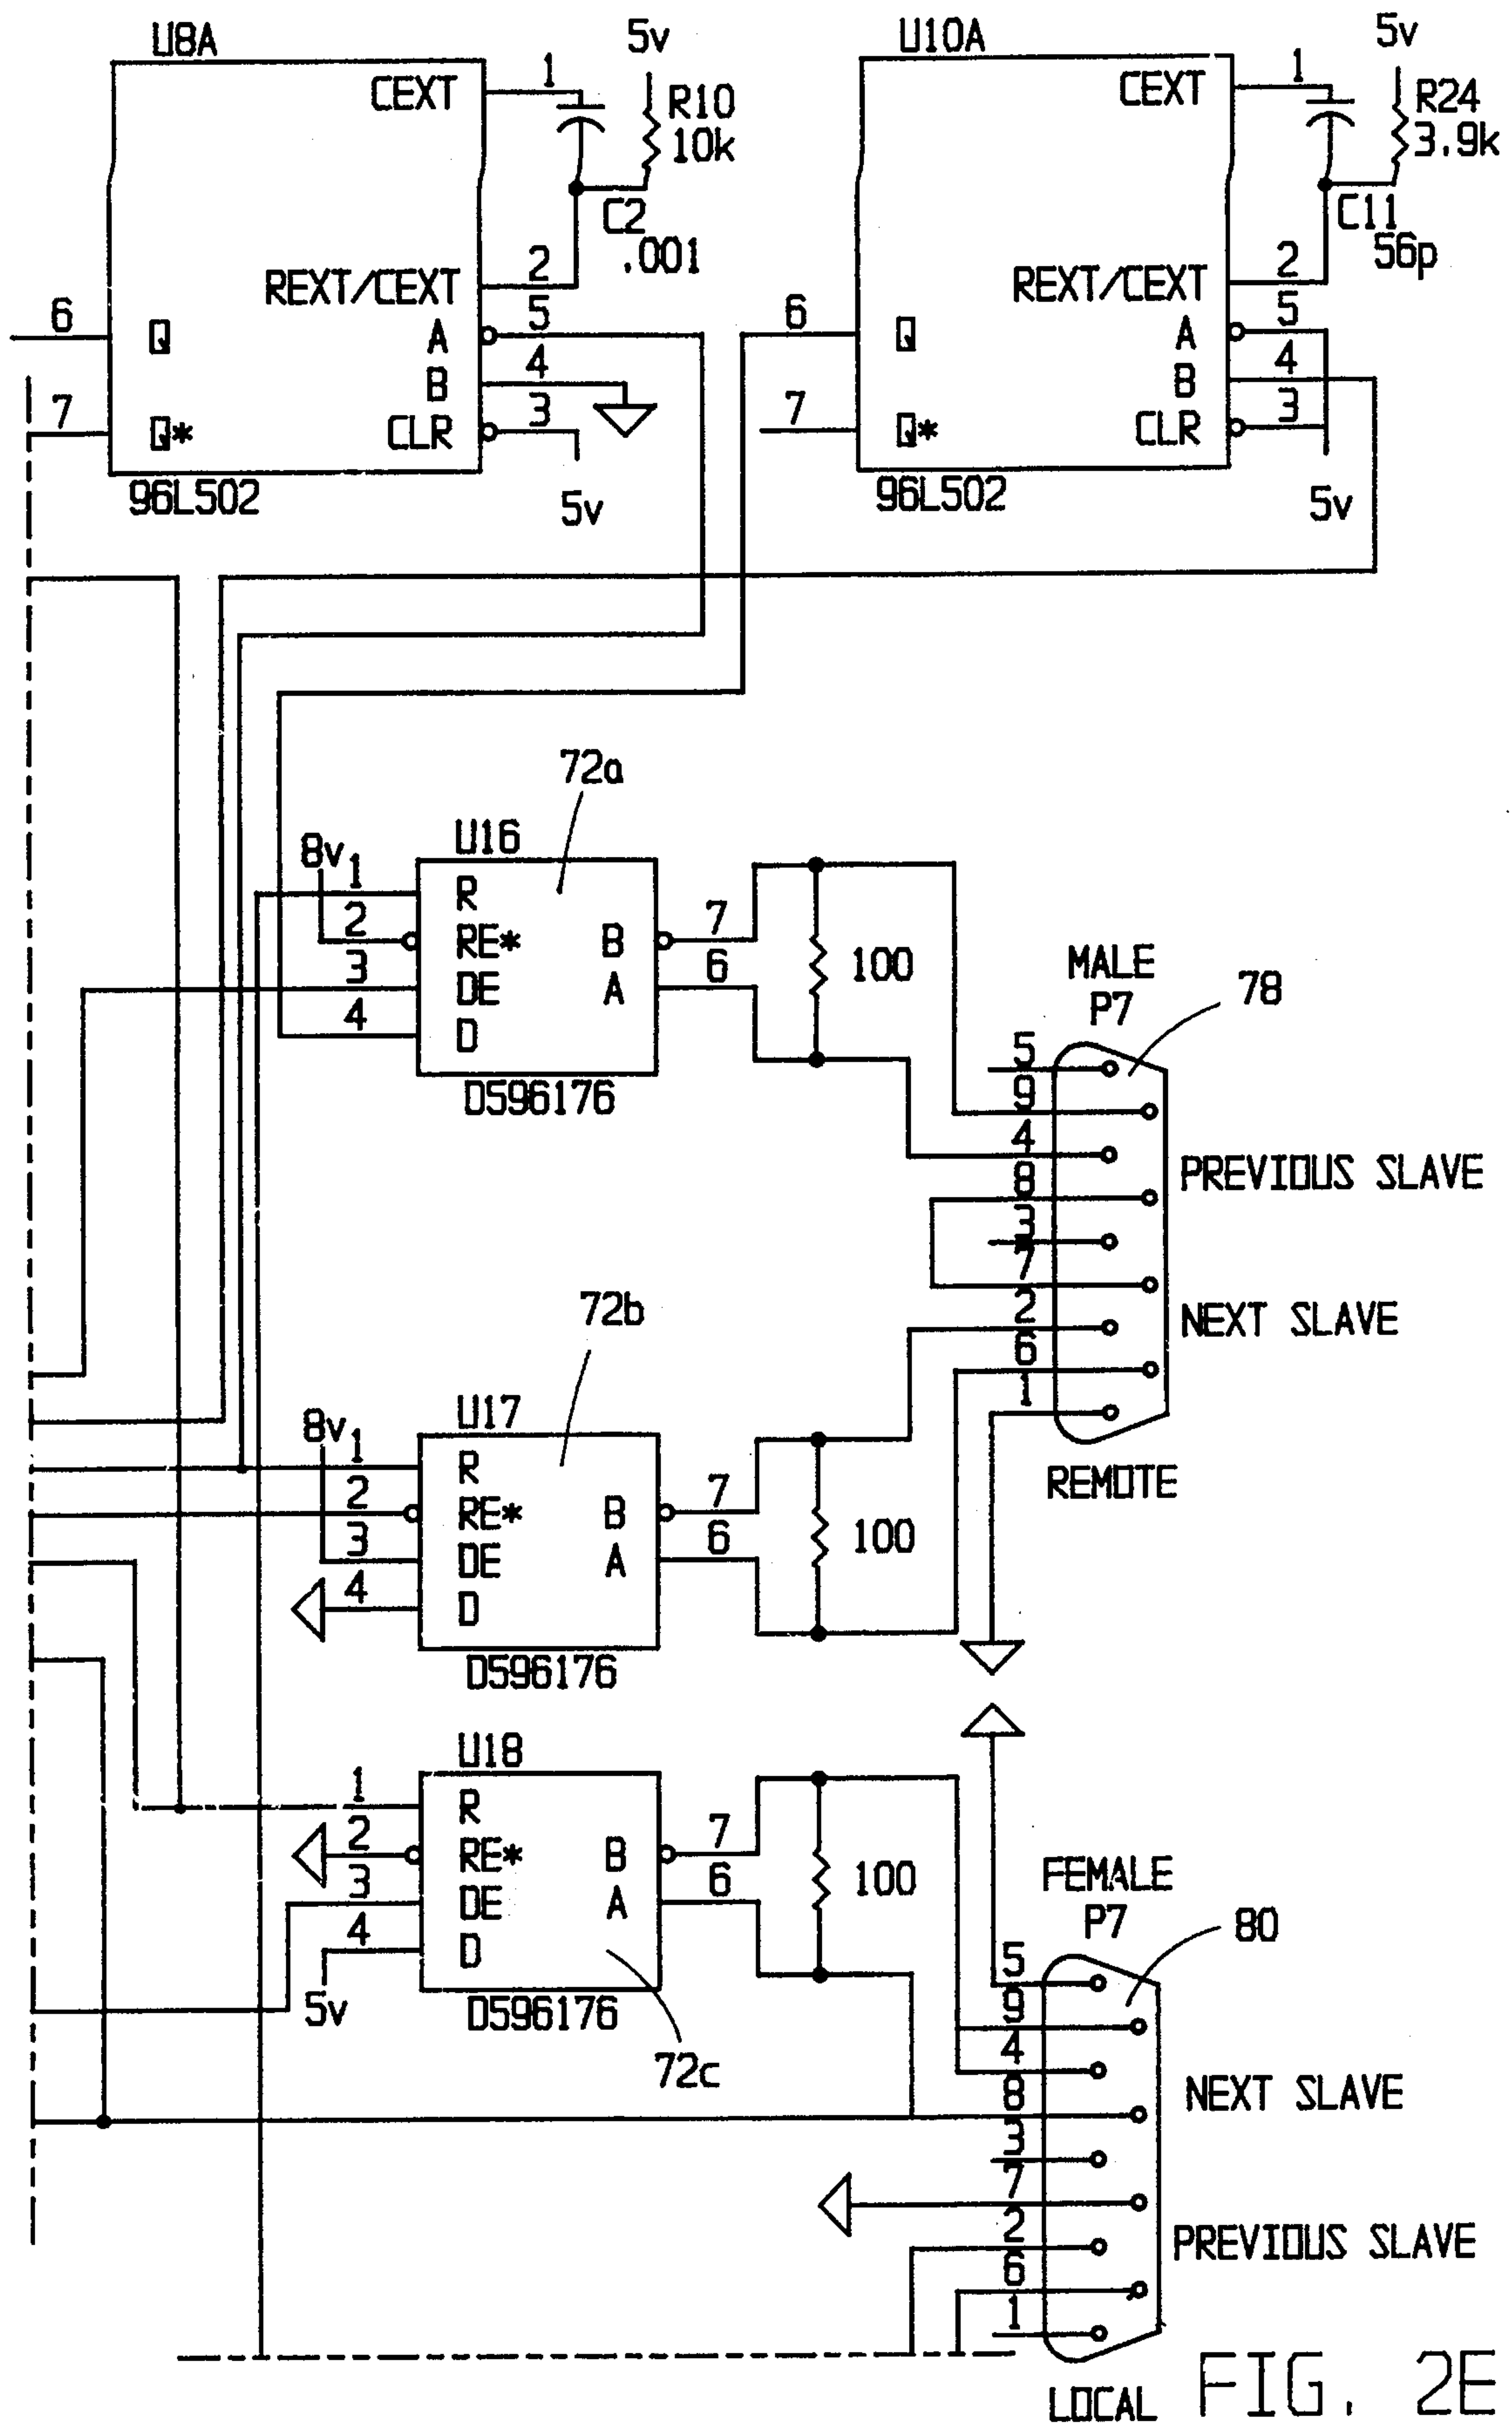 U8A
CEXT
1
5v
R10
10k
C2
.001
REXT/CEXT
2
6
Q
A
5
B
4
7
Q*
CLR
3
96L502
5v
U10A
CEXT
1
5v
R24
3.9k
C11
56p
REXT/CEXT
2
6
Q
A
5
B
4
7
Q*
CLR
3
96L502
5v
72a
U16
8v
1
R
2
RE*
B
7
3
DE
A
6
4
D
100
D596176
MALE
P7
78
5
9
4
8
3
7
2
6
1
PREVIOUS SLAVE
NEXT SLAVE
REMOTE
72b
U17
8v
1
R
2
RE*
B
7
3
DE
A
6
4
D
100
D596176
U18
1
R
2
RE*
B
7
3
DE
A
6
4
D
5v
100
D596176
72c
FEMALE
P7
80
5
9
4
8
3
7
2
6
1
NEXT SLAVE
PREVIOUS SLAVE
LOCAL
FIG. 2E